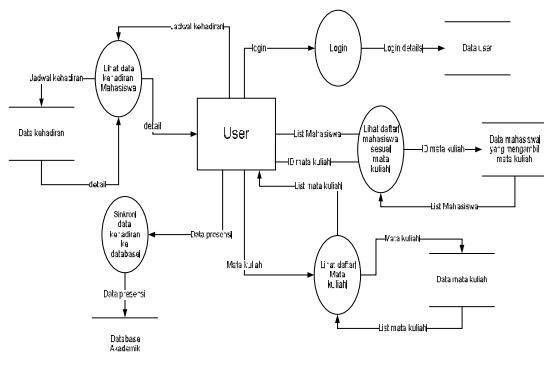 Jadwal kehadiran
login
Login
Login details
Data user
Jadwal kehadiran
Lihat data
kehadiran
Mahasiswa
detail
Data kehadiran
detail
User
List Mahasiswa
ID mata kuliah
List mata kuliah
Lihat daftar
mahasiswa
sesuai
mata
kuliah
ID mata kuliah
Data mahasiswa
yang mengambil
mata kuliah
List Mahasiswa
Sinkron
data
kehadiran
ke
database
Data presensi
Mata kuliah
Lihat daftar
Mata
kuliah
Mata kuliah
Data mata kuliah
List mata kuliah
Data presensi
Database
Akademik